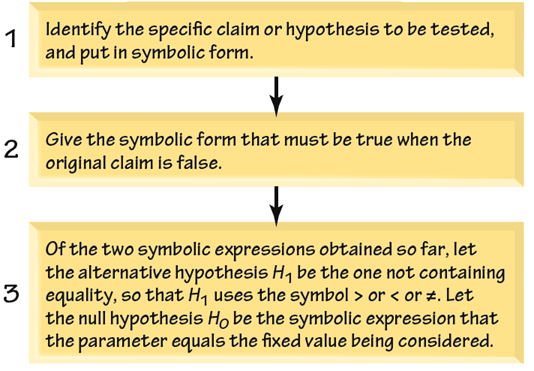 1
Identify the specific claim or hypothesis to be tested,
and put in symbolic form.
2
Give the symbolic form that must be true when the
original claim is false.
3
Of the two symbolic expressions obtained so far, let
the alternative hypothesis H₁ be the one not containing
equality, so that H₁ uses the symbol > or < or ≠. Let
the null hypothesis H₀ be the symbolic expression that
the parameter equals the fixed value being considered.